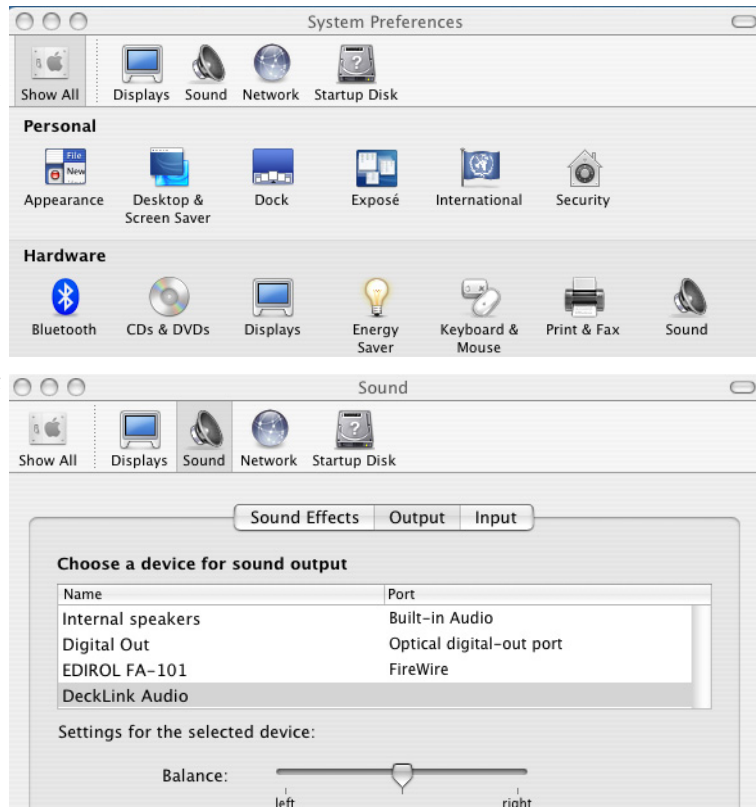 System Preferences
Show All Displays Sound Network Startup Disk
Personal
File
New
Appearance Desktop & Screen Saver Dock Exposé International Security
Hardware
Bluetooth CDs & DVDs Displays Energy Saver Keyboard & Mouse Print & Fax Sound
Sound
Show All Displays Sound Network Startup Disk
Sound Effects Output Input
Choose a device for sound output
Name Port
Internal speakers Built-in Audio
Digital Out Optical digital-out port
EDIROL FA-101 FireWire
DeckLink Audio
Settings for the selected device:
Balance:
left right